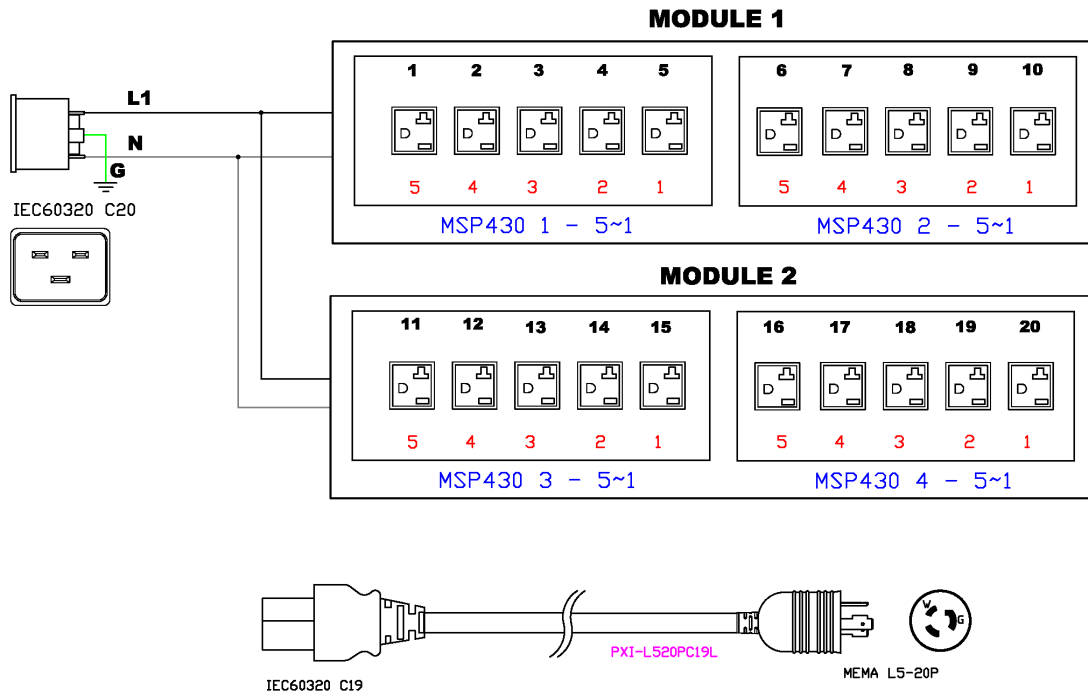 MODULE 1
1 2 3 4 5 6 7 8 9 10
L1
N
G
5 4 3 2 1 5 4 3 2 1
IEC60320 C20
MSP430 1 - 5~1 MSP430 2 - 5~1
MODULE 2
11 12 13 14 15 16 17 18 19 20
5 4 3 2 1 5 4 3 2 1
MSP430 3 - 5~1 MSP430 4 - 5~1
W
G
PXI-L520PC19L
MEMA L5-20P
IEC60320 C19